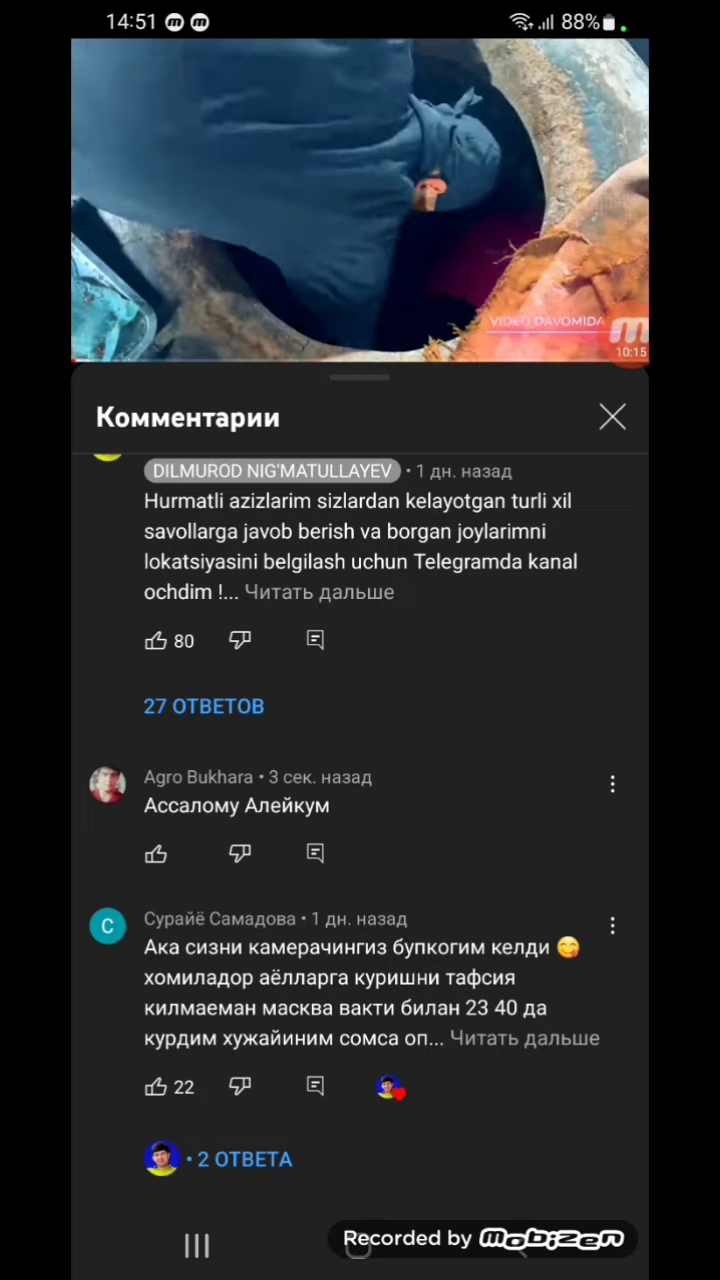 14:51
88%
VIDEO DAVOMIDA
10:15
Комментарии
DILMUROD NIG'MATULLAYEV • 1 дн. назад
Hurmatli azizlarim sizlardan kelayotgan turli xil
savollarga javob berish va borgan joylarimni
lokatsiyasini belgilash uchun Telegramda kanal
ochdim !... Читать дальше
80
27 ОТВЕТОВ
Agro Bukhara • 3 сек. назад
Ассалому Алейкум
С
Сурайё Самадова • 1 дн. назад
Ака сизни камерачингиз бупкогим келди 😋
хомиладор аёлларга куришни тафсия
килмаеман масква вакти билан 23 40 да
курдим хужайиним сомса оп... Читать дальше
22
• 2 ОТВЕТА
Recorded by mobizen